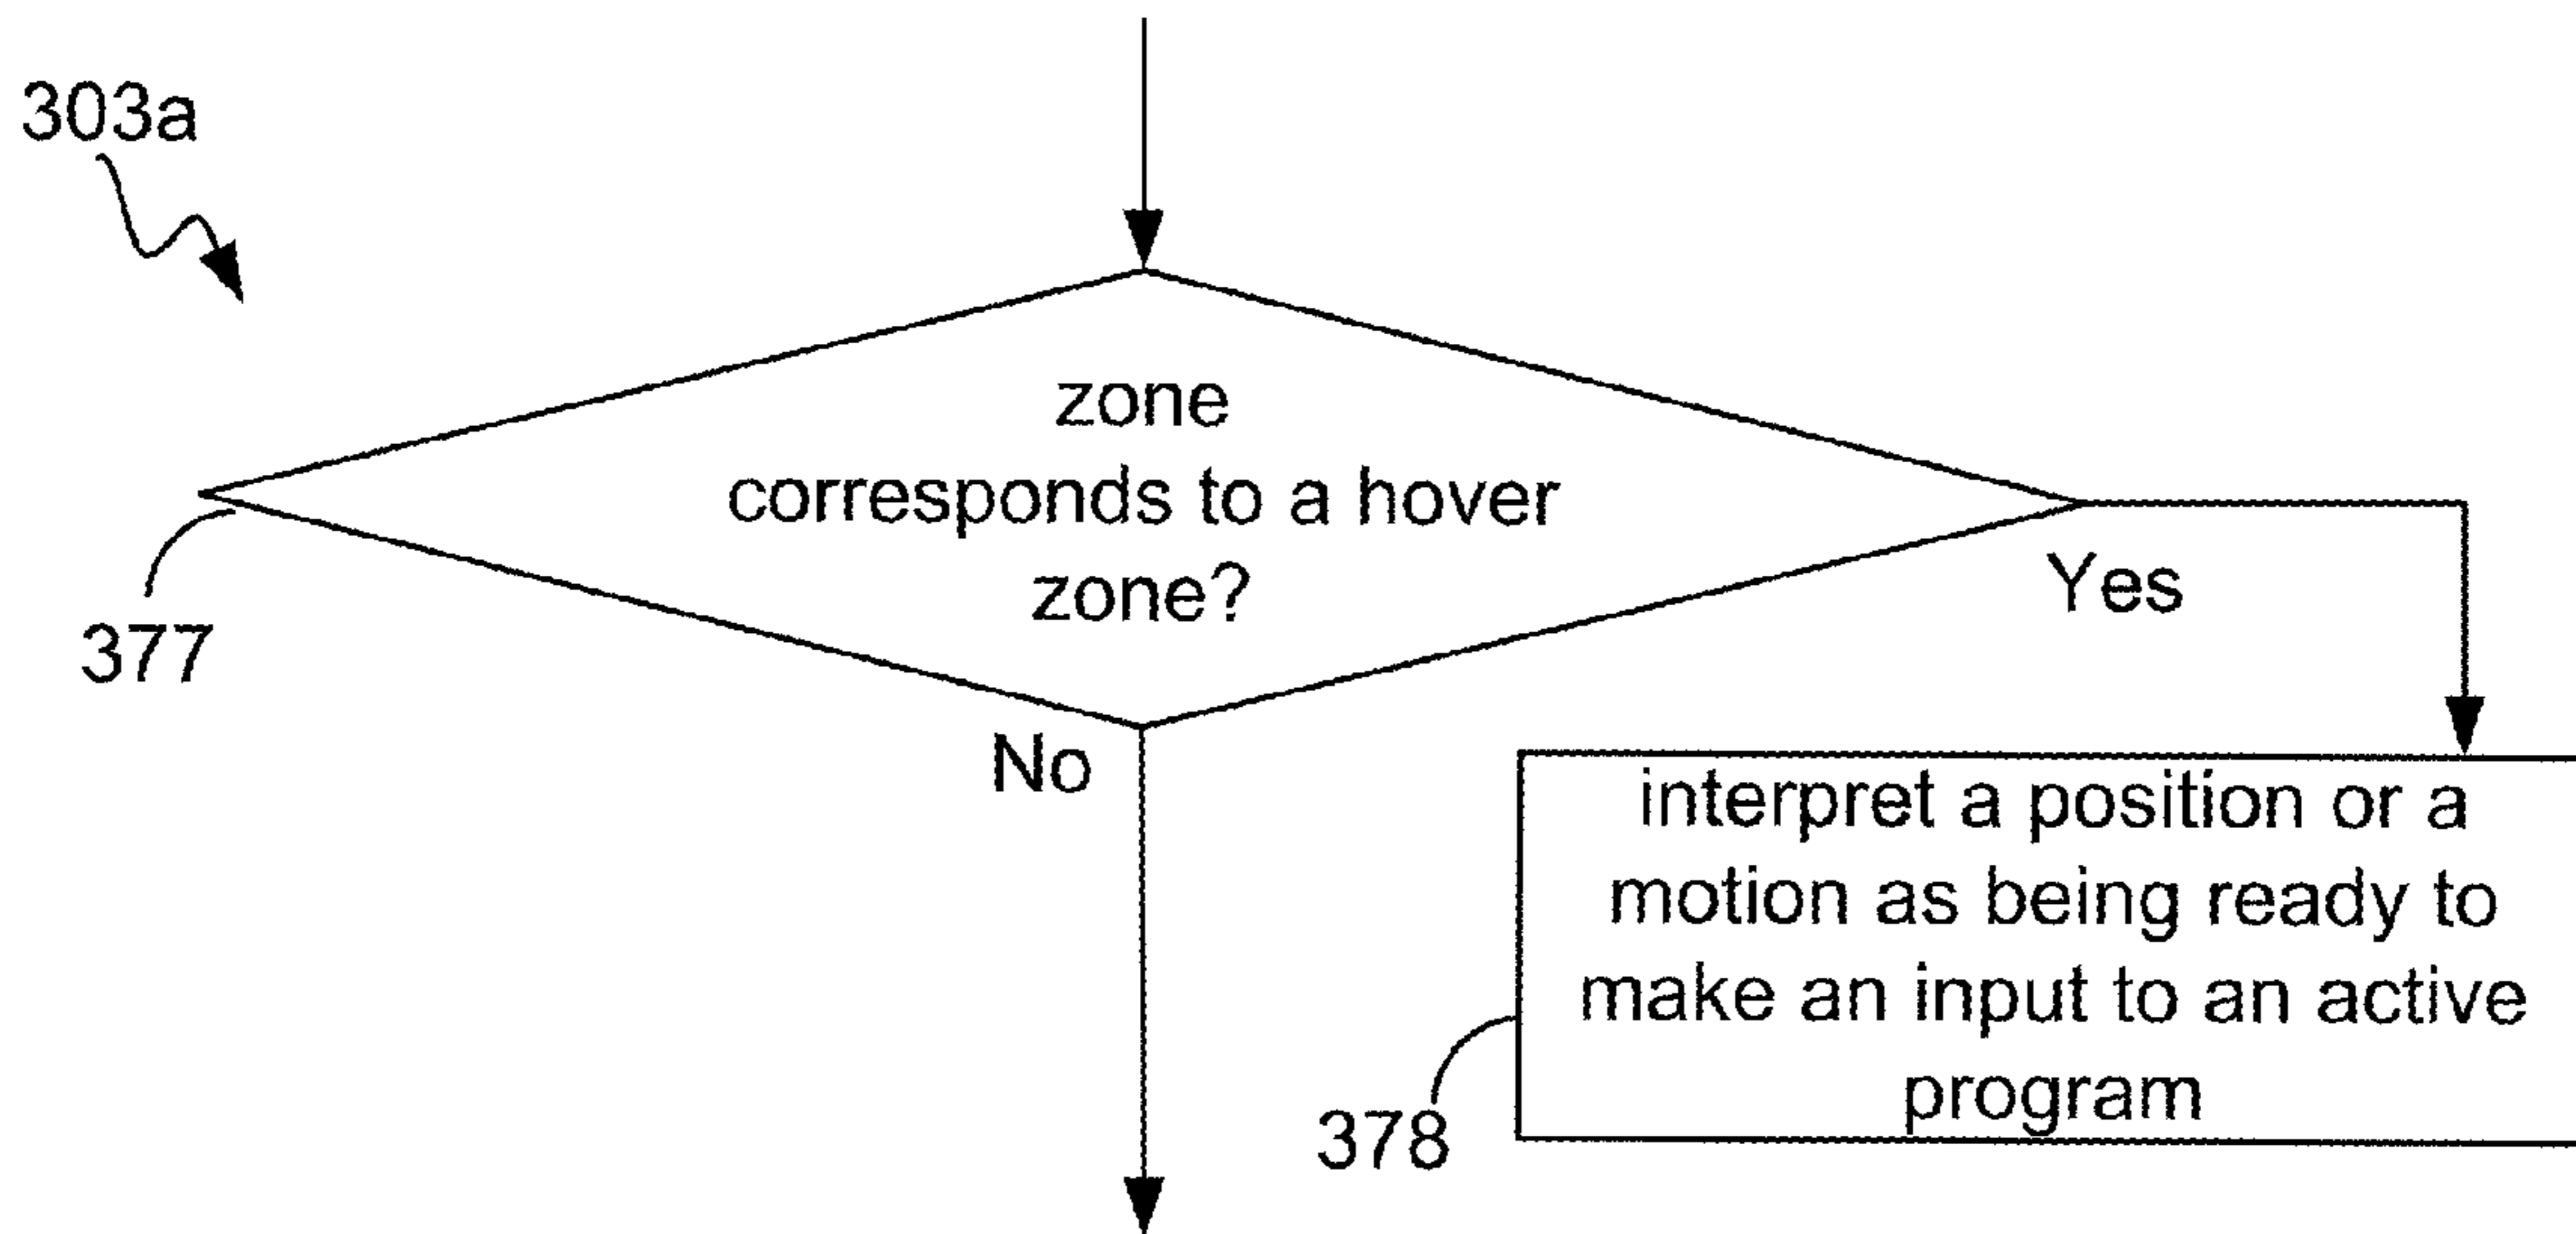 303a
zone
corresponds to a hover
zone?
Yes
377
No
interpret a position or a
motion as being ready to
make an input to an active
program
378